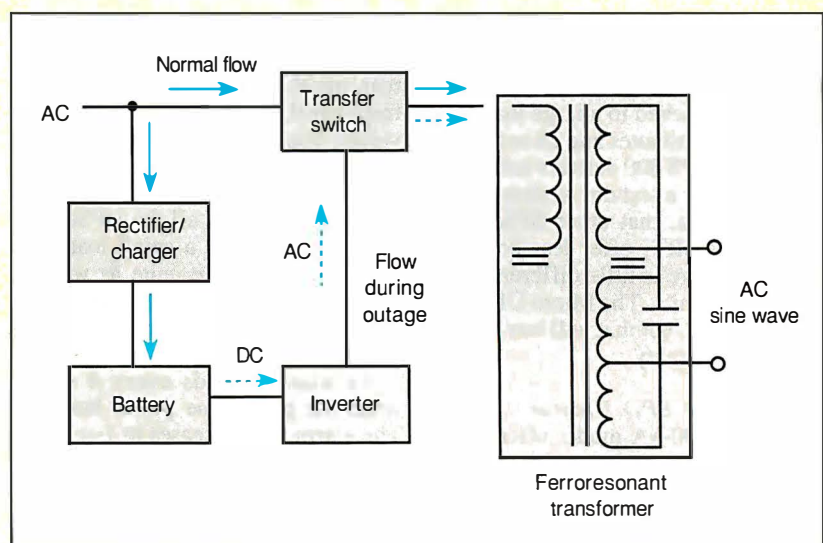 Normal flow
AC
Transfer
switch
Rectifier/
charger
AC
Flow
during
outage
AC
sine wave
DC
Battery
Inverter
Ferroresonant
transformer